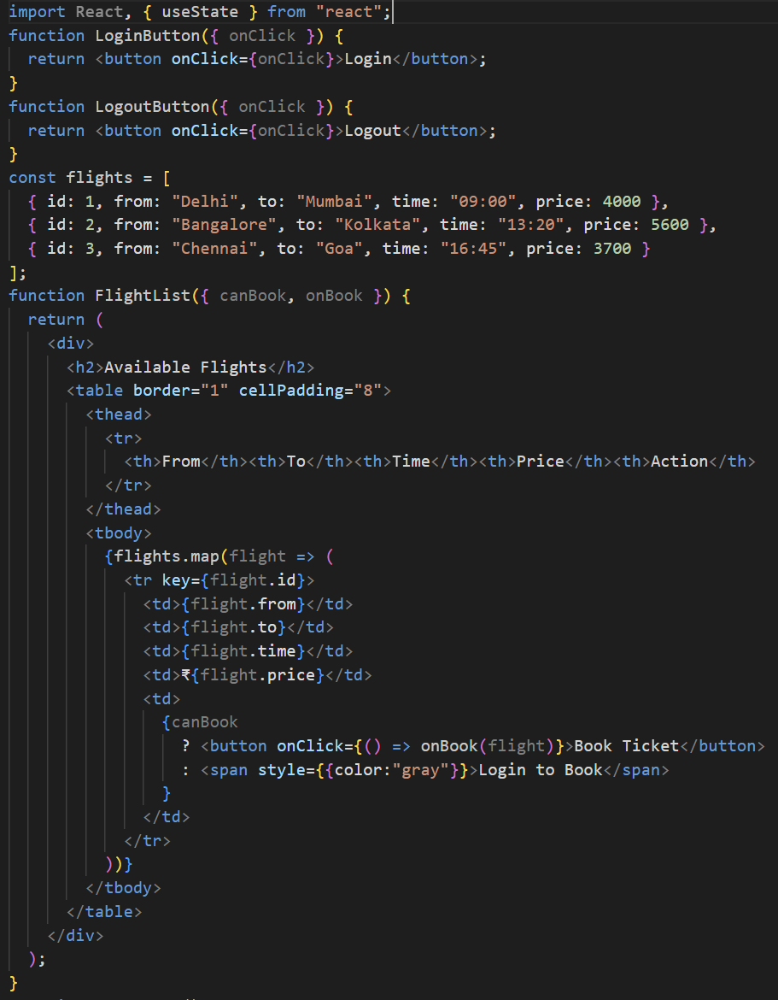 import React, { useState } from "react";
function LoginButton({ onClick }) {
  return <button onClick={onClick}>Login</button>;
}
function LogoutButton({ onClick }) {
  return <button onClick={onClick}>Logout</button>;
}
const flights = [
  { id: 1, from: "Delhi", to: "Mumbai", time: "09:00", price: 4000 },
  { id: 2, from: "Bangalore", to: "Kolkata", time: "13:20", price: 5600 },
  { id: 3, from: "Chennai", to: "Goa", time: "16:45", price: 3700 }
];
function FlightList({ canBook, onBook }) {
  return (
    <div>
      <h2>Available Flights</h2>
      <table border="1" cellPadding="8">
        <thead>
          <tr>
            <th>From</th><th>To</th><th>Time</th><th>Price</th><th>Action</th>
          </tr>
        </thead>
        <tbody>
          {flights.map(flight => (
            <tr key={flight.id}>
              <td>{flight.from}</td>
              <td>{flight.to}</td>
              <td>{flight.time}</td>
              <td>₹{flight.price}</td>
              <td>
                {canBook
                  ? <button onClick={() => onBook(flight)}>Book Ticket</button>
                  : <span style={{color:"gray"}}>Login to Book</span>
                }
              </td>
            </tr>
          ))}
        </tbody>
      </table>
    </div>
  );
}